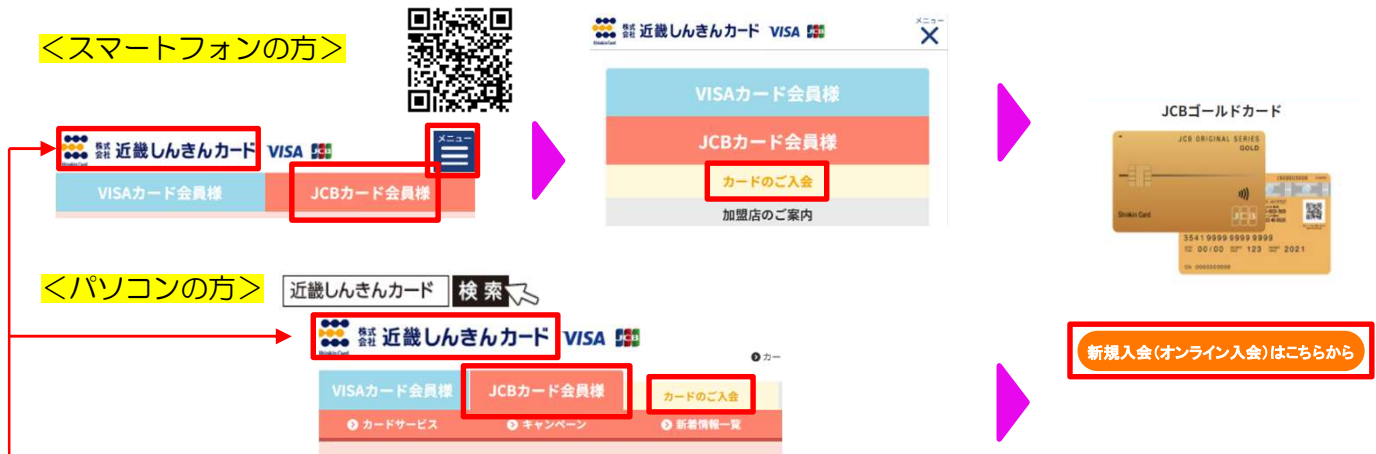 ＜スマートフォンの方＞
株式会社 近畿しんきんカード VISA JCB
Shinkin Card
メニュー
VISAカード会員様
JCBカード会員様
株式会社 近畿しんきんカード VISA JCB
Shinkin Card
メニュー
VISAカード会員様
JCBカード会員様
カードのご入会
加盟店のご案内
JCBゴールドカード
JCB ORIGINAL SERIES
GOLD
Shinkin Card
JCB
3541 9999 9999 9999
00/00 123 2021
＜パソコンの方＞
近畿しんきんカード 検索
株式会社 近畿しんきんカード VISA JCB
Shinkin Card
カー
VISAカード会員様
JCBカード会員様
カードのご入会
カードサービス
キャンペーン
新着情報一覧
新規入会(オンライン入会)はこちらから